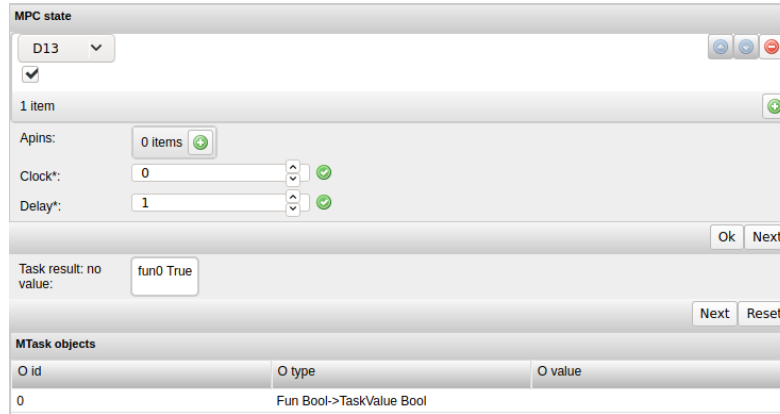 MPC state
D13
1 item
Apins: 0 items
Clock*: 0
Delay*: 1
Ok Next
Task result: no fun0 True
value:
Next Reset
MTask objects
O id O type O value
0 Fun Bool->TaskValue Bool